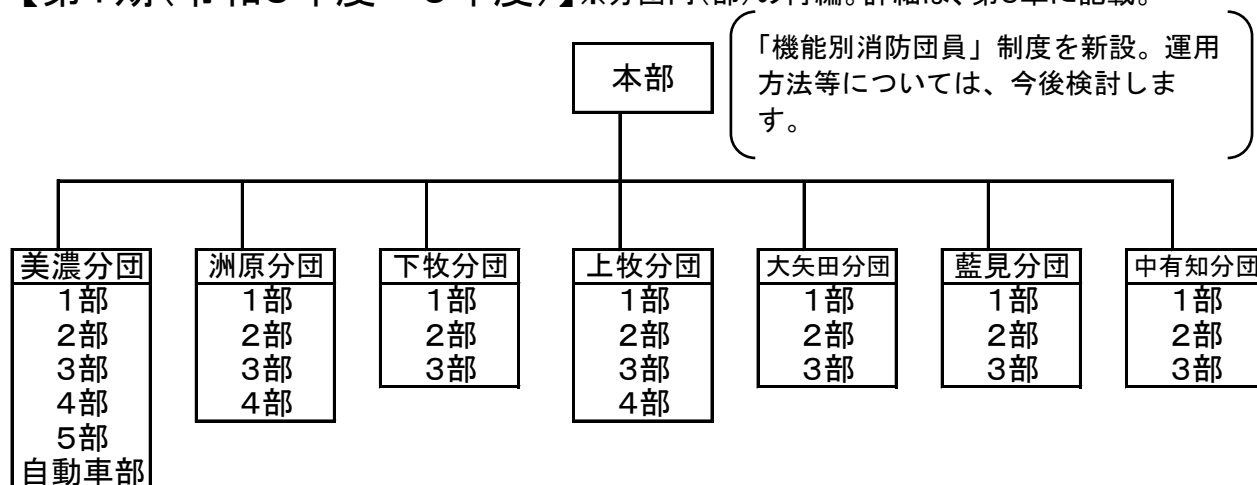 本部
「機能別消防団員」制度を新設。運用
方法等については、今後検討しま
す。
美濃分団
1部
2部
3部
4部
5部
自動車部
洲原分団
1部
2部
3部
4部
下牧分団
1部
2部
3部
上牧分団
1部
2部
3部
4部
大矢田分団
1部
2部
3部
藍見分団
1部
2部
3部
中有知分団
1部
2部
3部